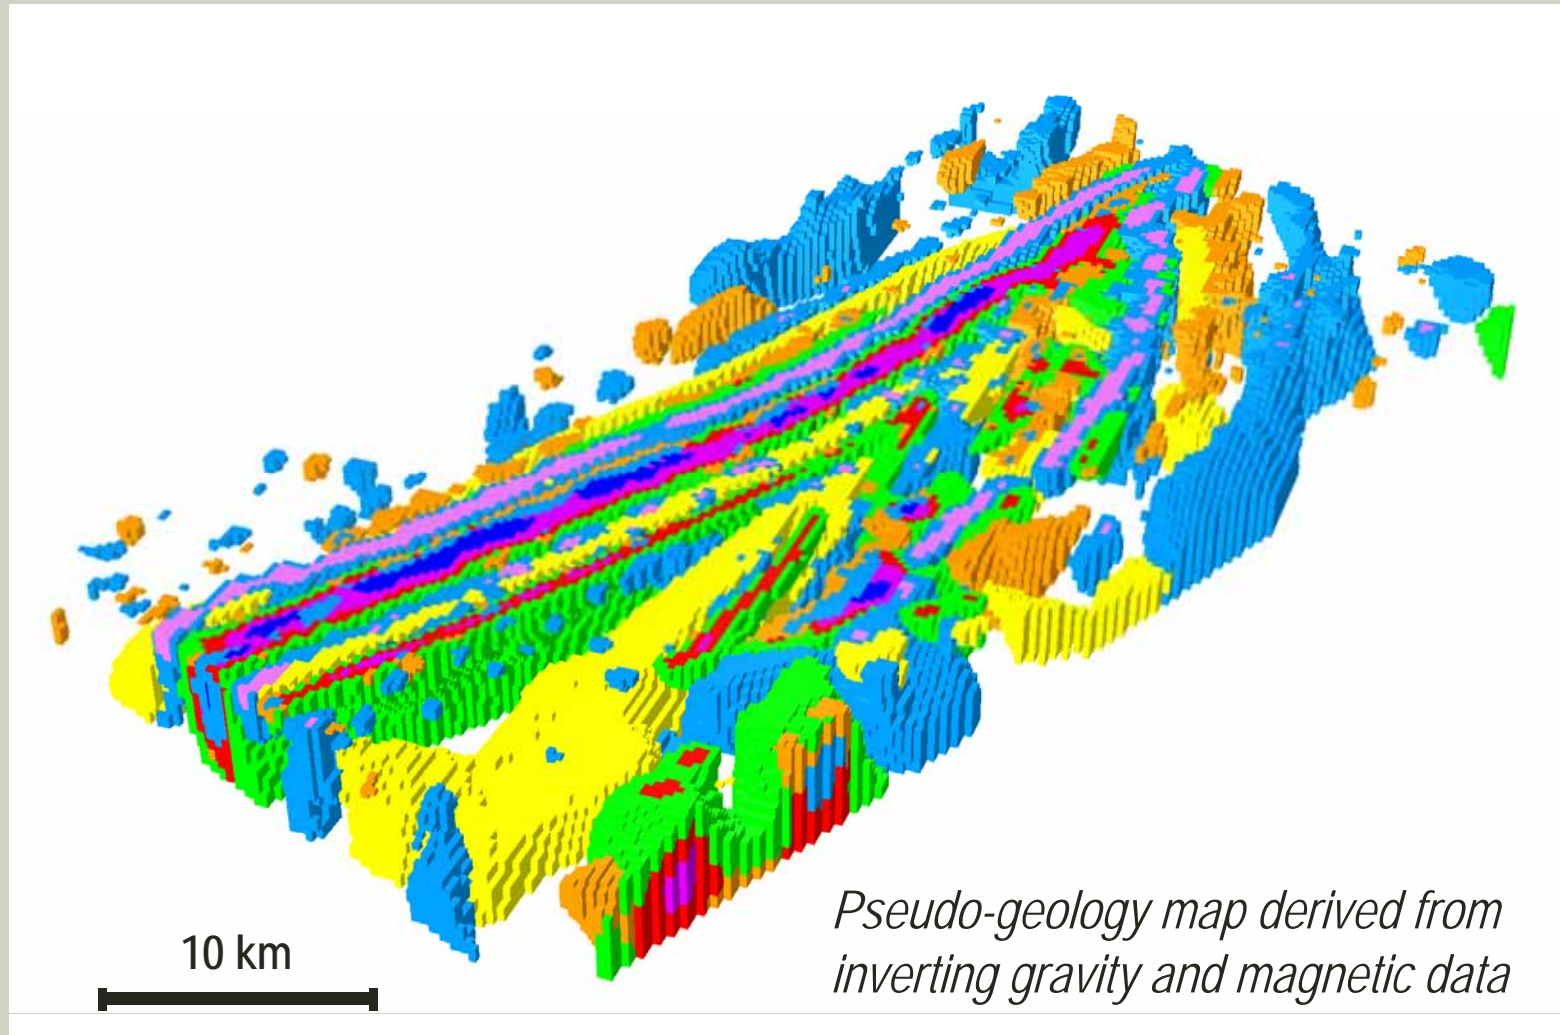 10 km
Pseudo-geology map derived from
inverting gravity and magnetic data